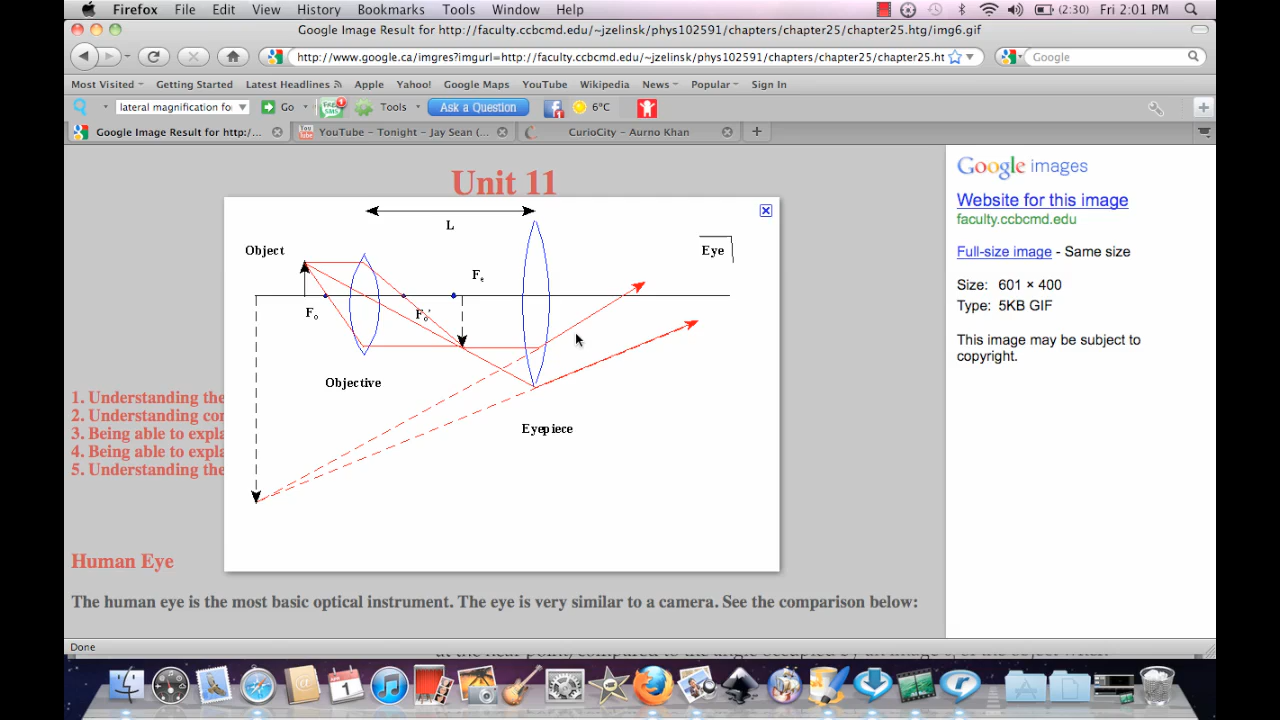 Firefox File Edit View History Bookmarks Tools Window Help (2:30) Fri 2:01 PM
Google Image Result for http://faculty.ccbcmd.edu/~jzelinsk/phys102591/chapters/chapter25/chapter25.htg/img6.gif
http://www.google.ca/imgres?imgurl=http://faculty.ccbcmd.edu/~jzelinsk/phys102591/chapters/chapter25/chapter25.ht Google
Most Visited Getting Started Latest Headlines Apple Yahoo! Google Maps YouTube Wikipedia News Popular Sign In
lateral magnification for Go FREE SMS 1 Tools Ask a Question 6°C
Google Image Result for http:/... YouTube – Tonight – Jay Sean (... CurioCity – Aurno Khan
Unit 11
L
Object
Eye
Fe
Fo
Fo'
Objective
Eyepiece
1. Understanding the
2. Understanding cor
3. Being able to expla
4. Being able to expla
5. Understanding the
Human Eye
The human eye is the most basic optical instrument. The eye is very similar to a camera. See the comparison below:
Google images
Website for this image
faculty.ccbcmd.edu
Full-size image - Same size
Size: 601 × 400
Type: 5KB GIF
This image may be subject to
copyright.
Done